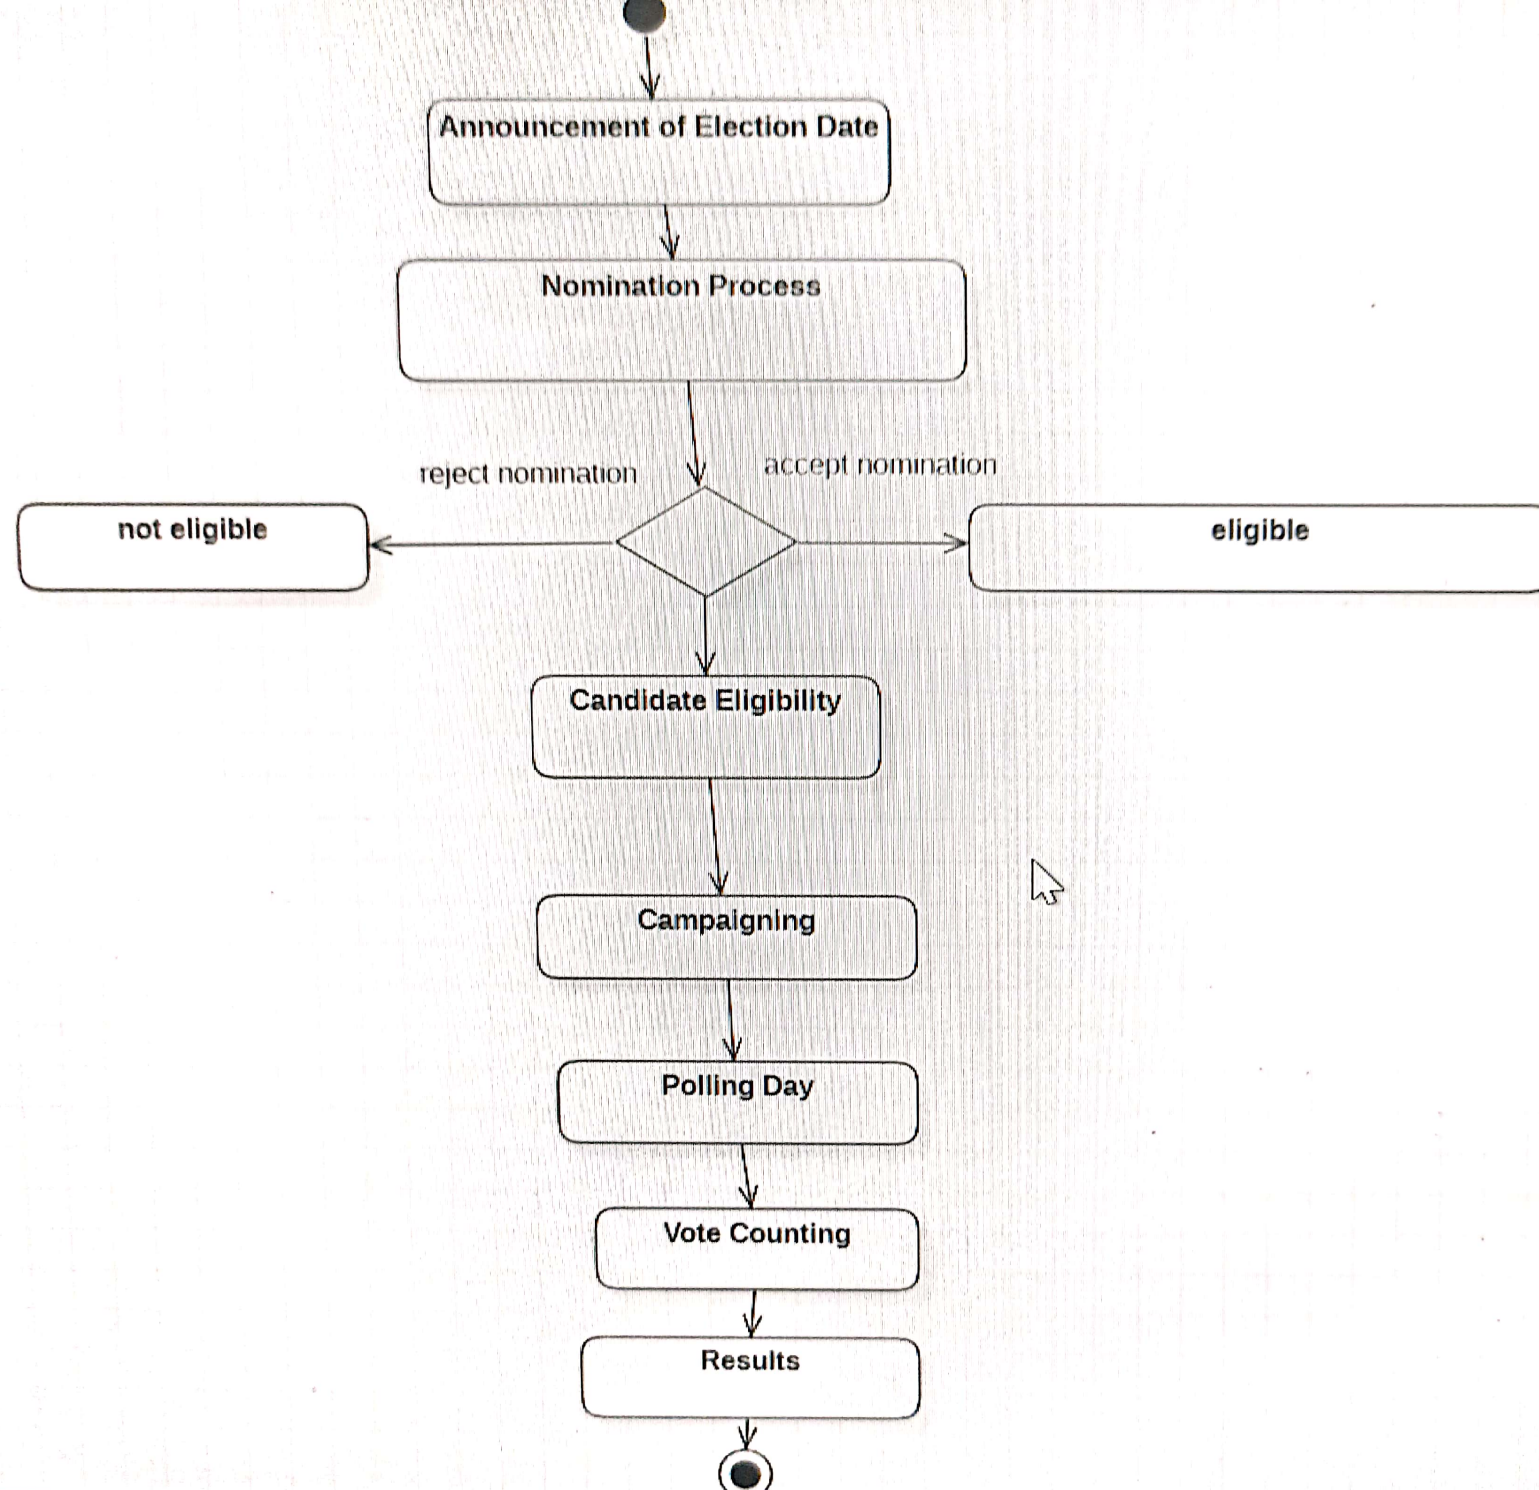 Announcement of Election Date
Nomination Process
reject nomination
accept nomination
not eligible
eligible
Candidate Eligibility
Campaigning
Polling Day
Vote Counting
Results